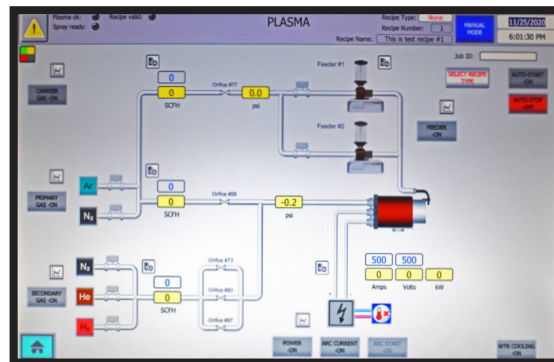 Plasma ok:
Recipe valid:
Spray ready:
PLASMA
Recipe Type: None
Recipe Number: 1
Recipe Name: This is test recipe #1
MANUAL MODE
11/25/2020
6:01:30 PM
Job ID:
SELECT RECIPE TYPE
AUTO-START -ON
AUTO-STOP -OFF
CARRIER GAS -ON
0
0
SCFH
Orifice #77
0.0
psi
Feeder #1
Feeder #2
FEEDER -ON
Ar
N₂
PRIMARY GAS -ON
0
0
SCFH
Orifice #98
-0.2
psi
N₂
He
H₂
SECONDARY GAS -ON
0
0
SCFH
Orifice #73
Orifice #80
Orifice #97
500 500
0 0 0
Amps Volts kW
POWER -ON
ARC CURRENT -ON
ARC START -ON
WTR COOLING -ON